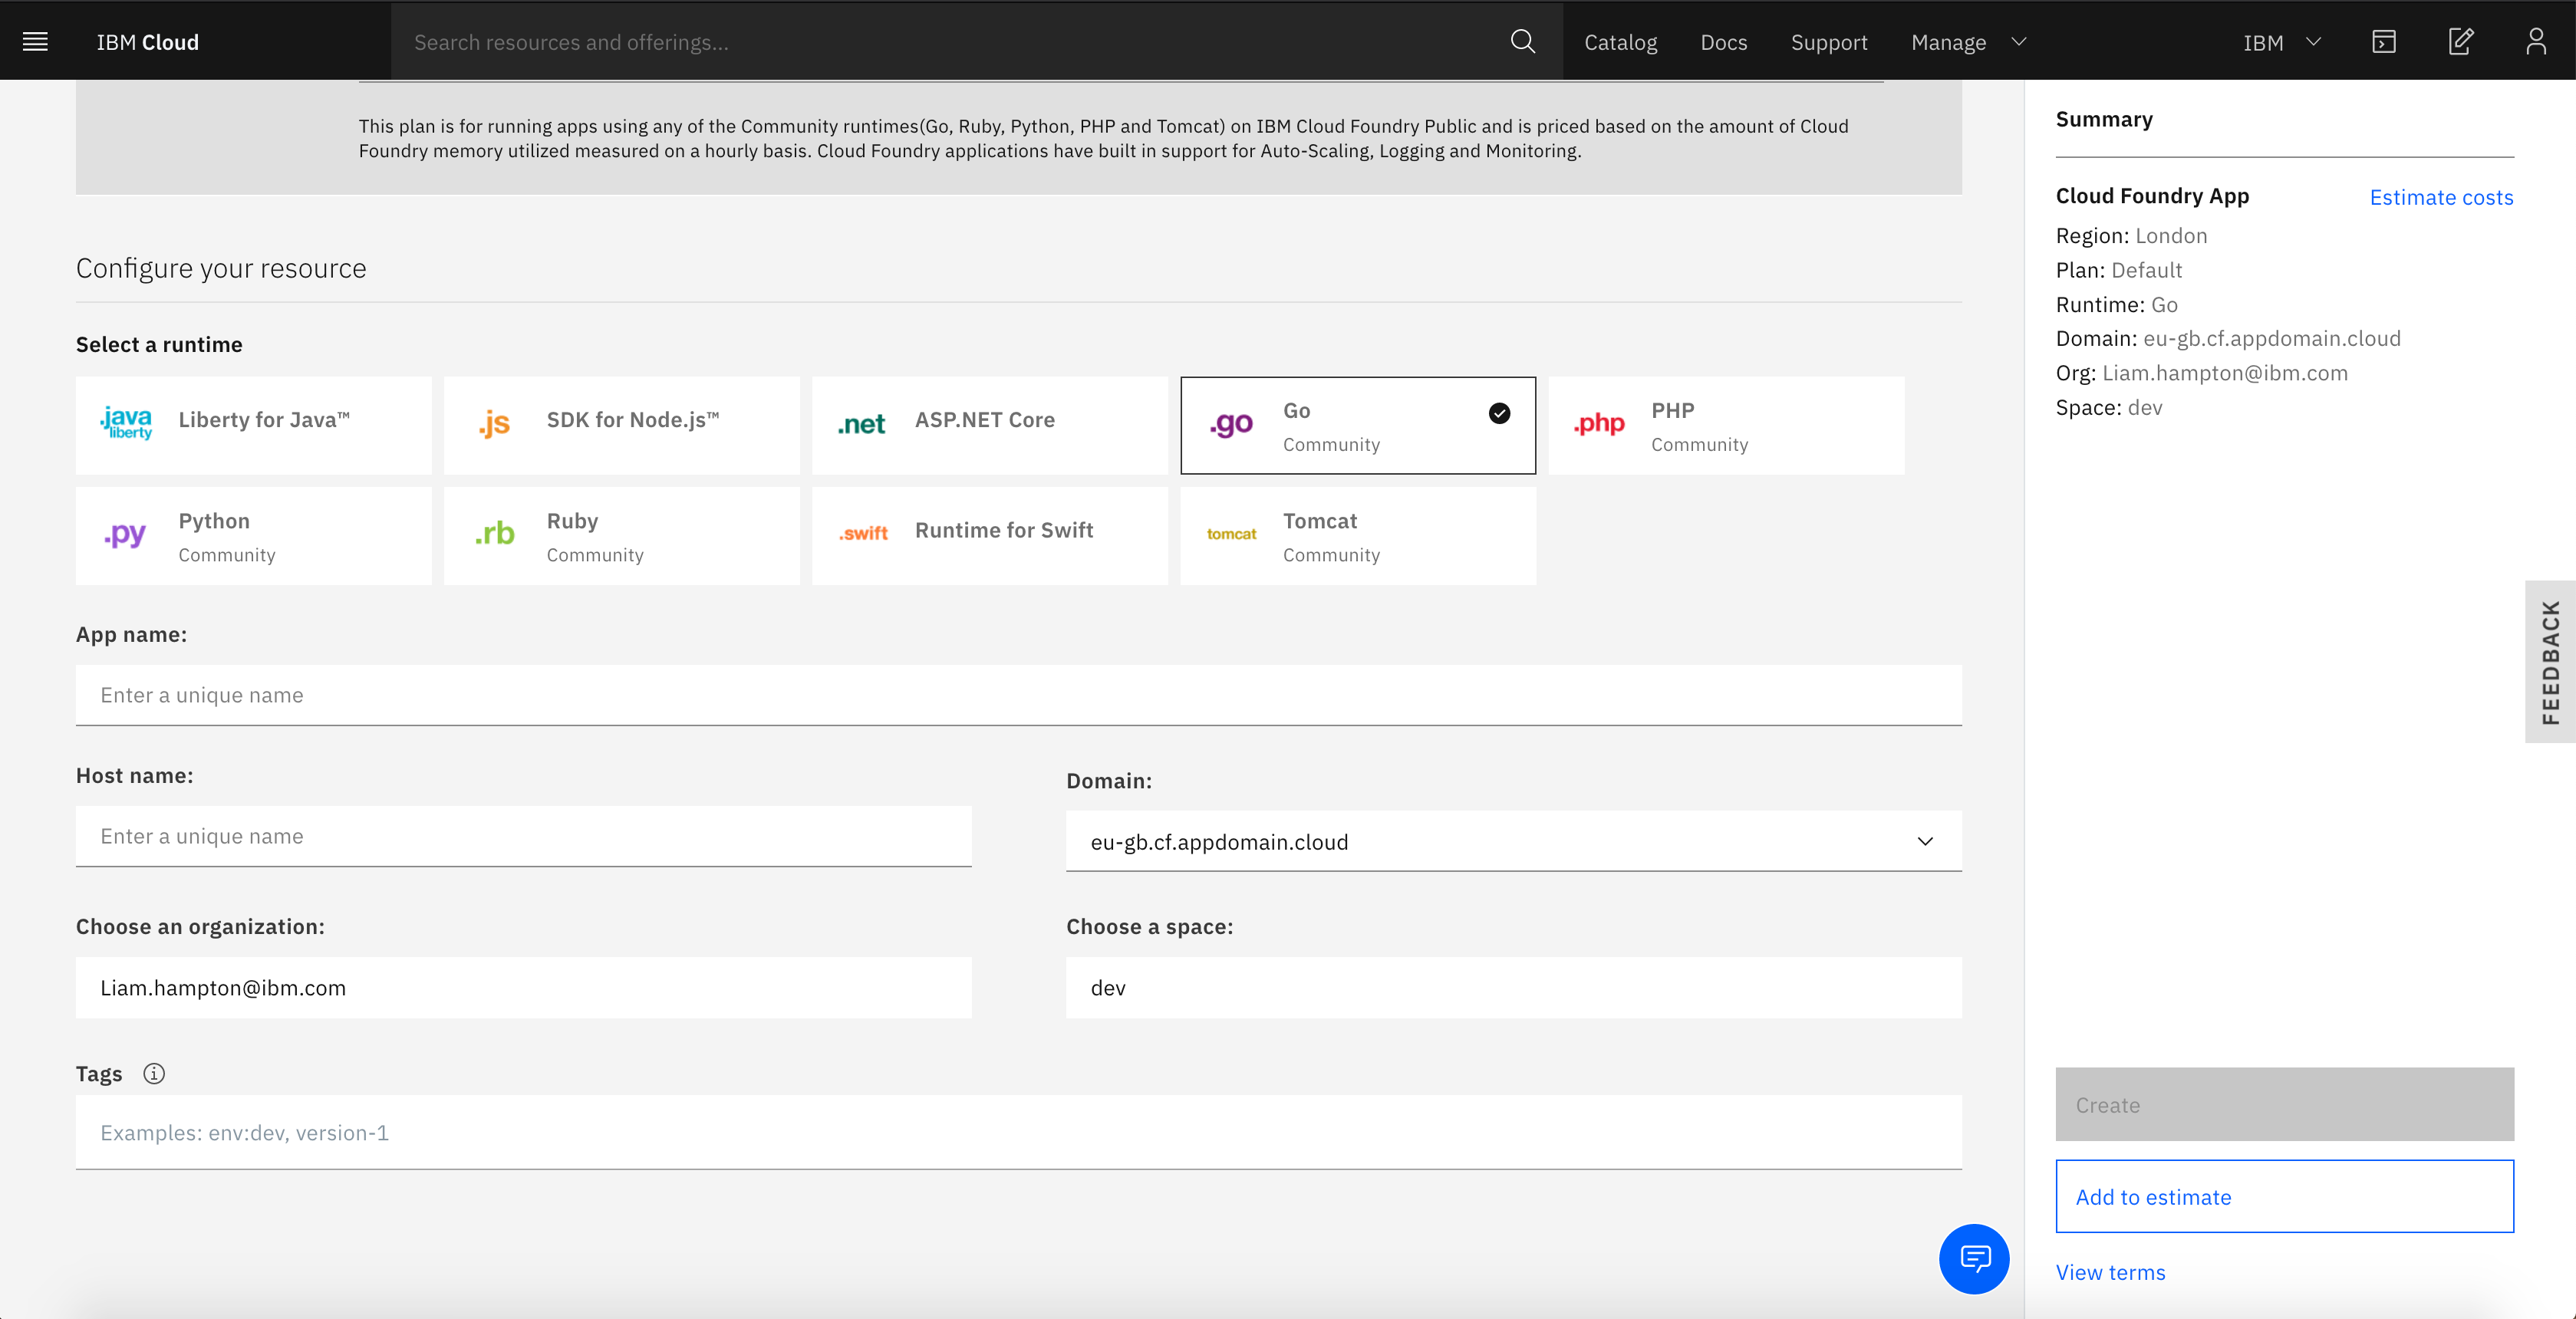 IBM Cloud
Search resources and offerings...
Catalog
Docs
Support
Manage
IBM
This plan is for running apps using any of the Community runtimes(Go, Ruby, Python, PHP and Tomcat) on IBM Cloud Foundry Public and is priced based on the amount of Cloud
Foundry memory utilized measured on a hourly basis. Cloud Foundry applications have built in support for Auto-Scaling, Logging and Monitoring.
Configure your resource
Select a runtime
.java
liberty
Liberty for Java™
.js
SDK for Node.js™
.net
ASP.NET Core
.go
Go
Community
.php
PHP
Community
.py
Python
Community
.rb
Ruby
Community
.swift
Runtime for Swift
tomcat
Tomcat
Community
App name:
Enter a unique name
Host name:
Enter a unique name
Domain:
eu-gb.cf.appdomain.cloud
Choose an organization:
Liam.hampton@ibm.com
Choose a space:
dev
Tags
Examples: env:dev, version-1
Summary
Cloud Foundry App
Estimate costs
Region: London
Plan: Default
Runtime: Go
Domain: eu-gb.cf.appdomain.cloud
Org: Liam.hampton@ibm.com
Space: dev
FEEDBACK
Create
Add to estimate
View terms